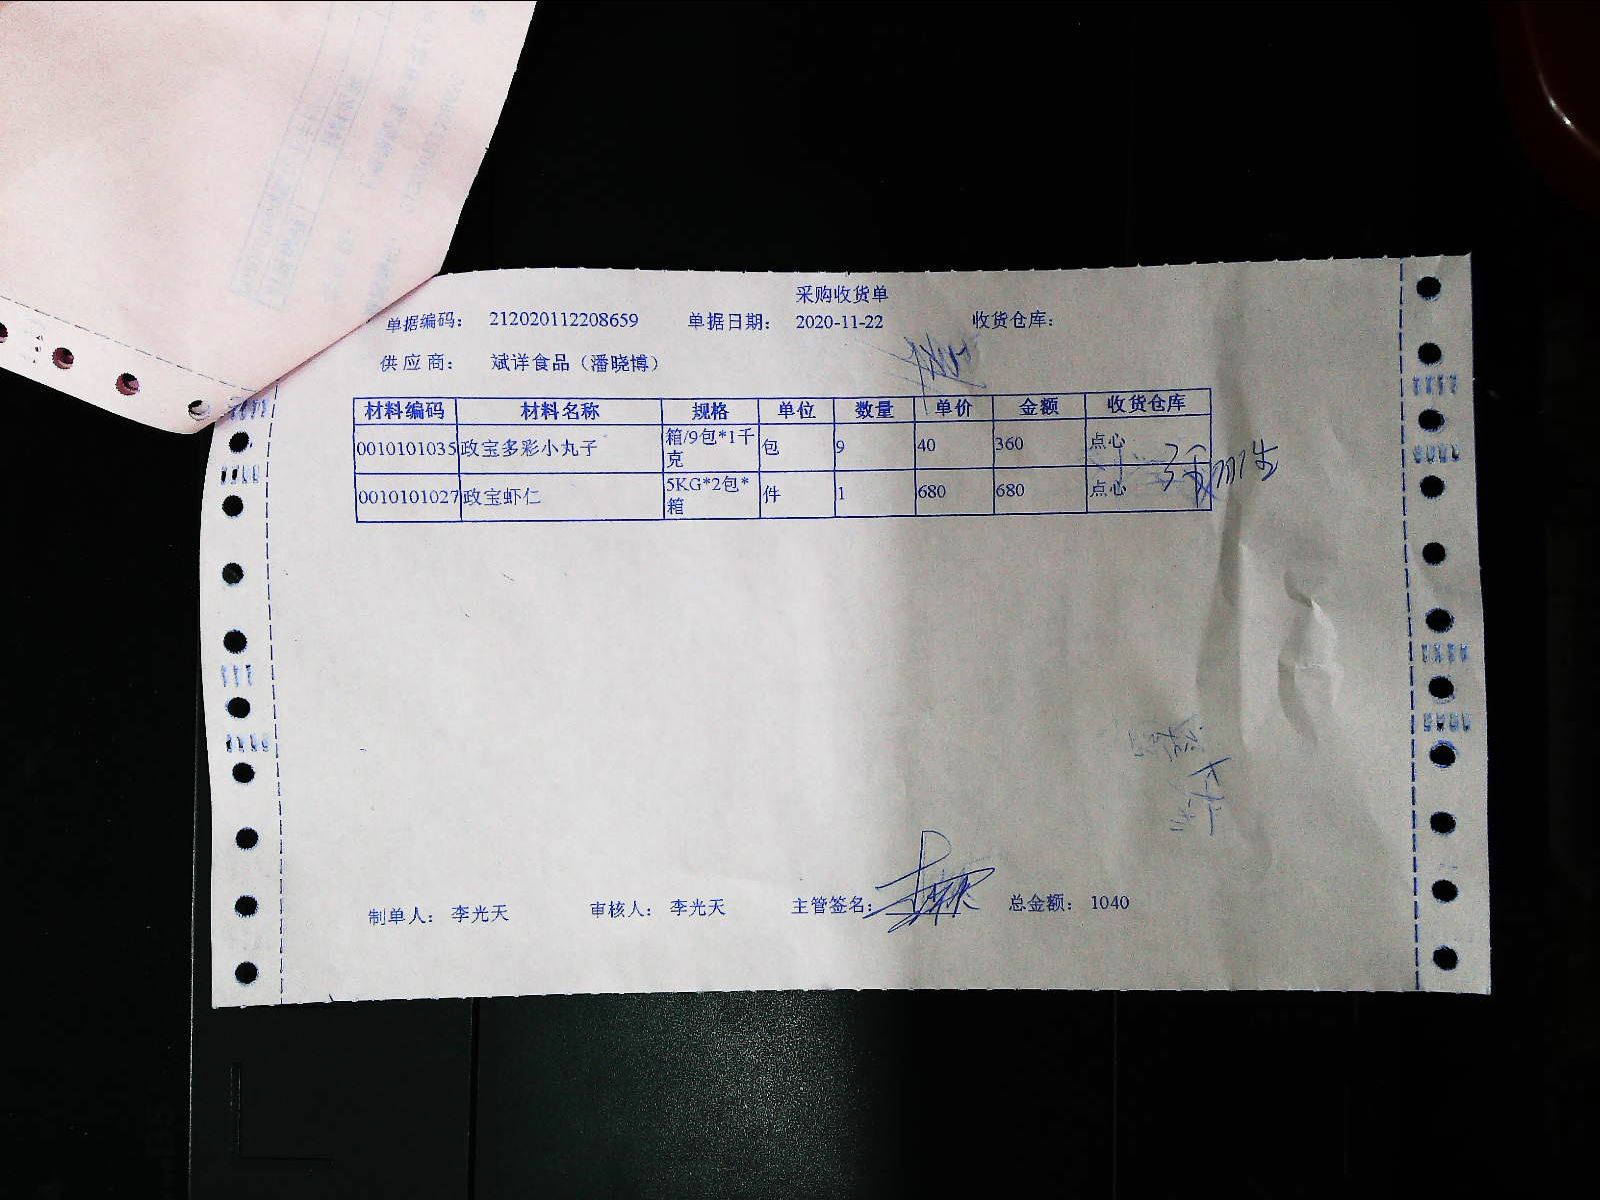 采购收货单
单据编码： 212020112208659 单据日期： 2020-11-22 收货仓库：
供应商： 斌详食品（潘晓博）
材料编码 材料名称 规格 单位 数量 单价 金额 收货仓库
0010101035 政宝多彩小丸子 箱/9包*1千克 包 9 40 360 点心
0010101027 政宝虾仁 5KG*2包*箱 件 1 680 680 点心
制单人： 李光天 审核人： 李光天 主管签名： 总金额： 1040